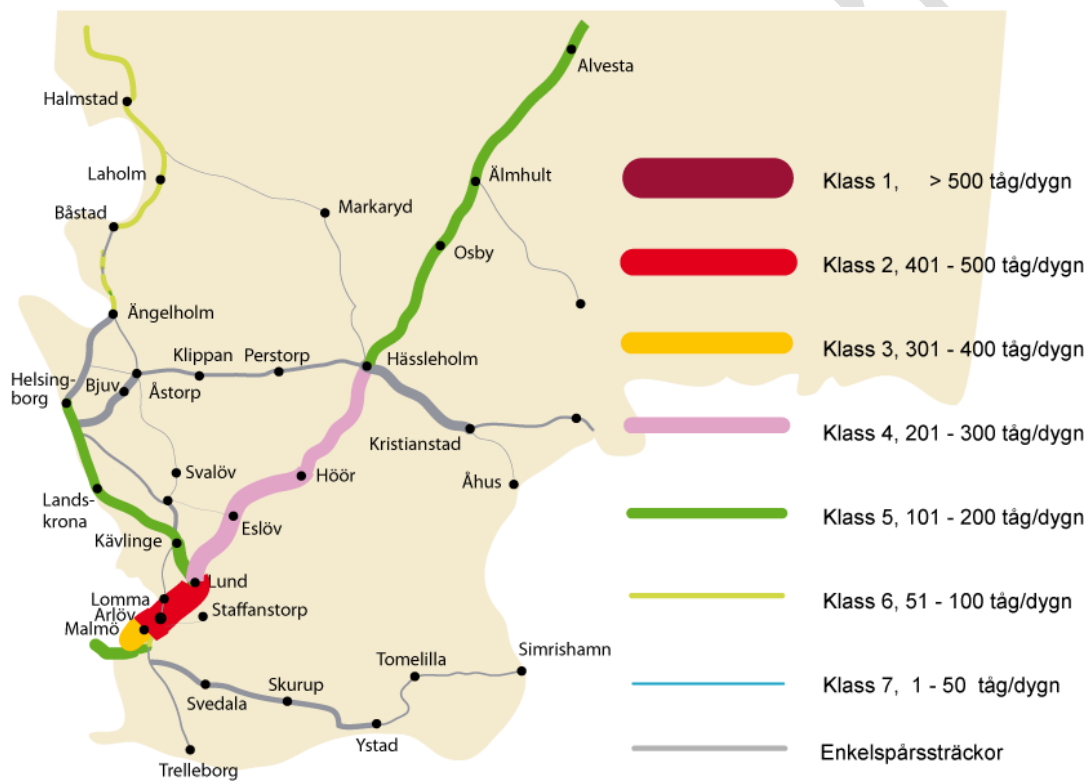 Alvesta
Halmstad
Laholm
Älmhult
Klass 1, > 500 tåg/dygn
Båstad
Markaryd
Osby
Klass 2, 401 - 500 tåg/dygn
Ängelholm
Klippan
Perstorp
Hässleholm
Klass 3, 301 - 400 tåg/dygn
Helsing-
borg
Bjuv
Åstorp
Kristianstad
Klass 4, 201 - 300 tåg/dygn
Svalöv
Höör
Åhus
Lands-
krona
Eslöv
Klass 5, 101 - 200 tåg/dygn
Kävlinge
Lund
Lomma
Arlöv
Staffanstorp
Klass 6, 51 - 100 tåg/dygn
Malmö
Simrishamn
Tomelilla
Klass 7, 1 - 50 tåg/dygn
Svedala
Skurup
Ystad
Enkelspårssträckor
Trelleborg